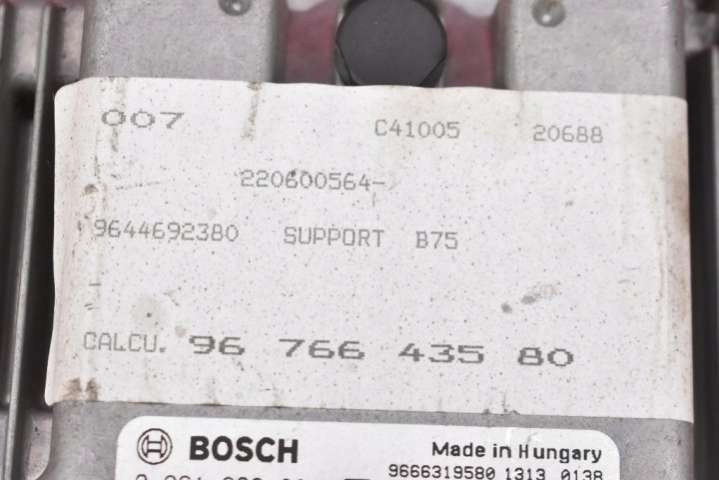 007 C41005 20688
220600564-
9644692380 SUPPORT B75
CALCU. 96 766 435 80
BOSCH Made in Hungary
9666319580 1313 0138